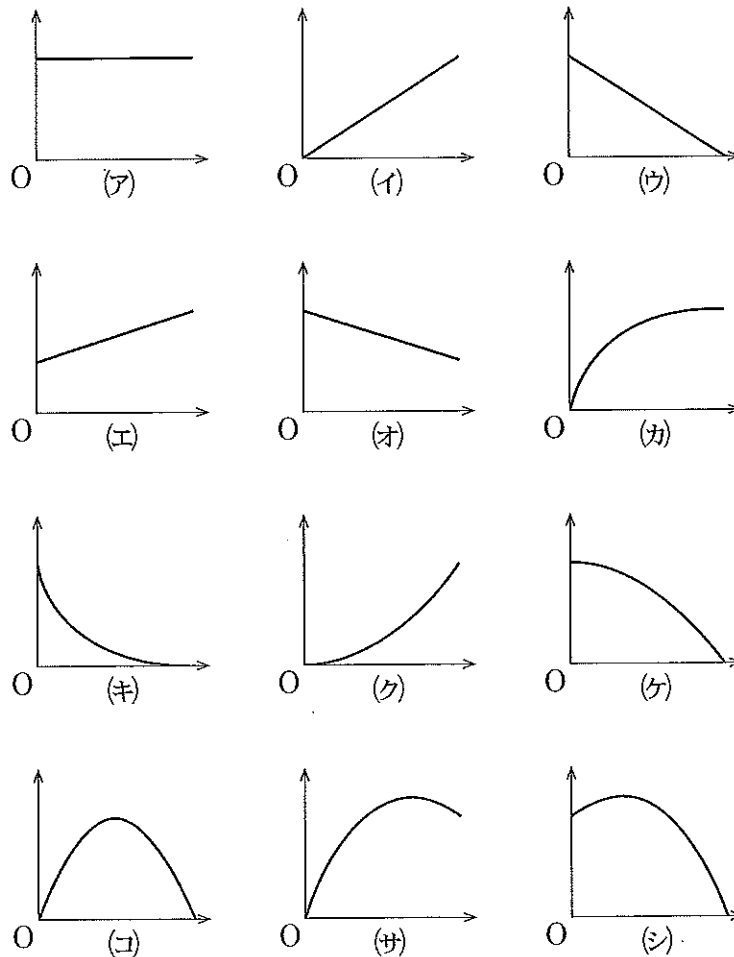 O (ア) O (イ) O (ウ)
O (エ) O (オ) O (カ)
O (キ) O (ク) O (ケ)
O (コ) O (サ) O (シ)